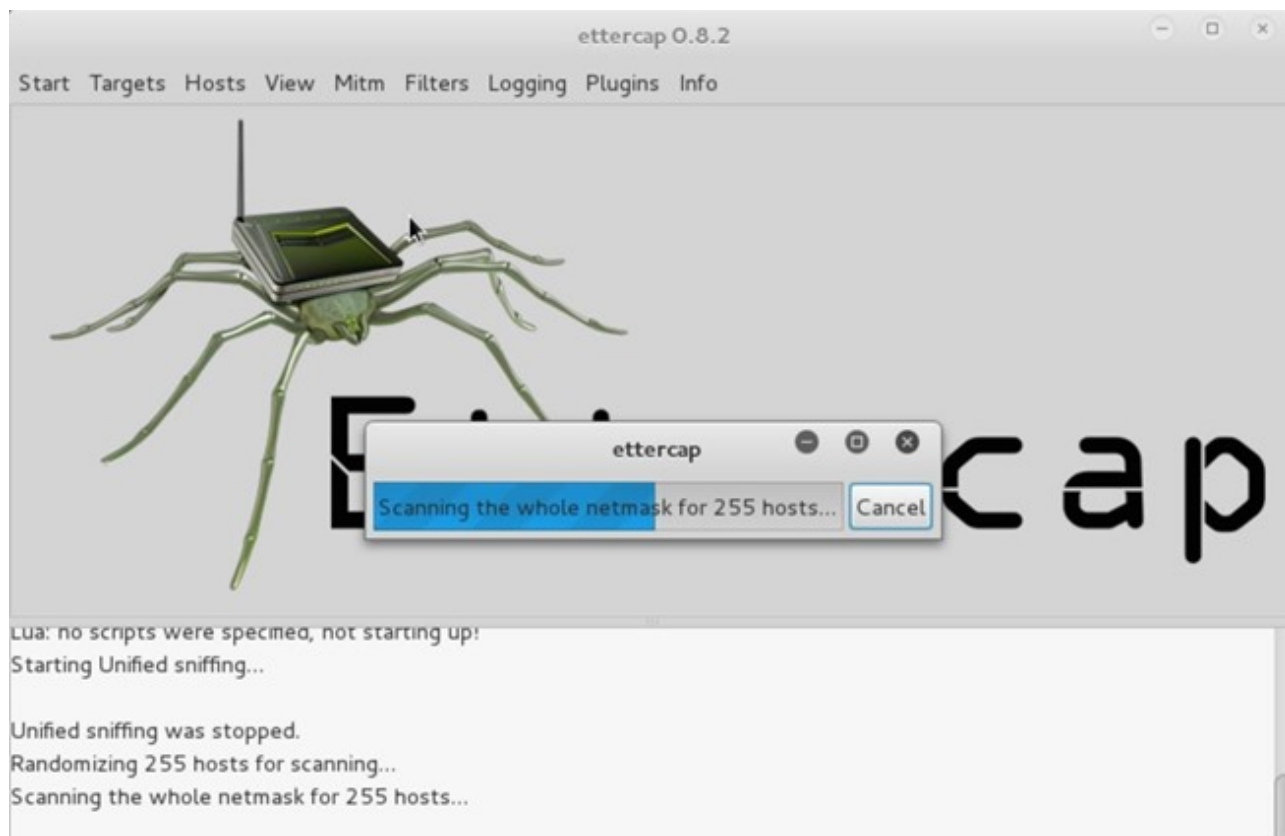 ettercap 0.8.2
Start Targets Hosts View Mitm Filters Logging Plugins Info
cap
ettercap
Scanning the whole netmask for 255 hosts...
Cancel
Lua: no scripts were specified, not starting up!
Starting Unified sniffing...
Unified sniffing was stopped.
Randomizing 255 hosts for scanning...
Scanning the whole netmask for 255 hosts...